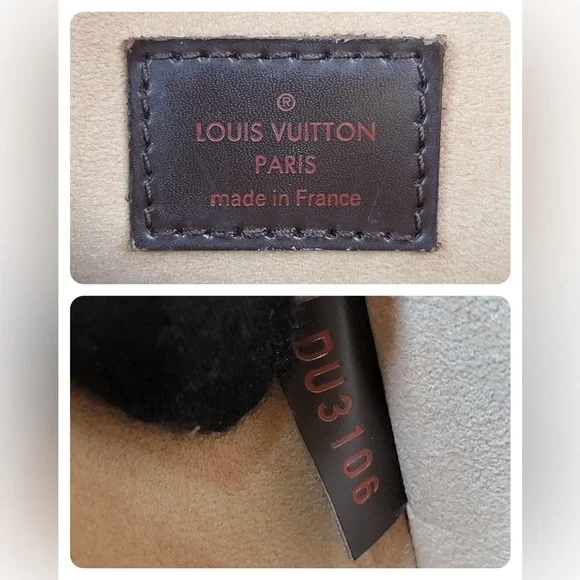 ®
LOUIS VUITTON
PARIS
made in France
DU3106